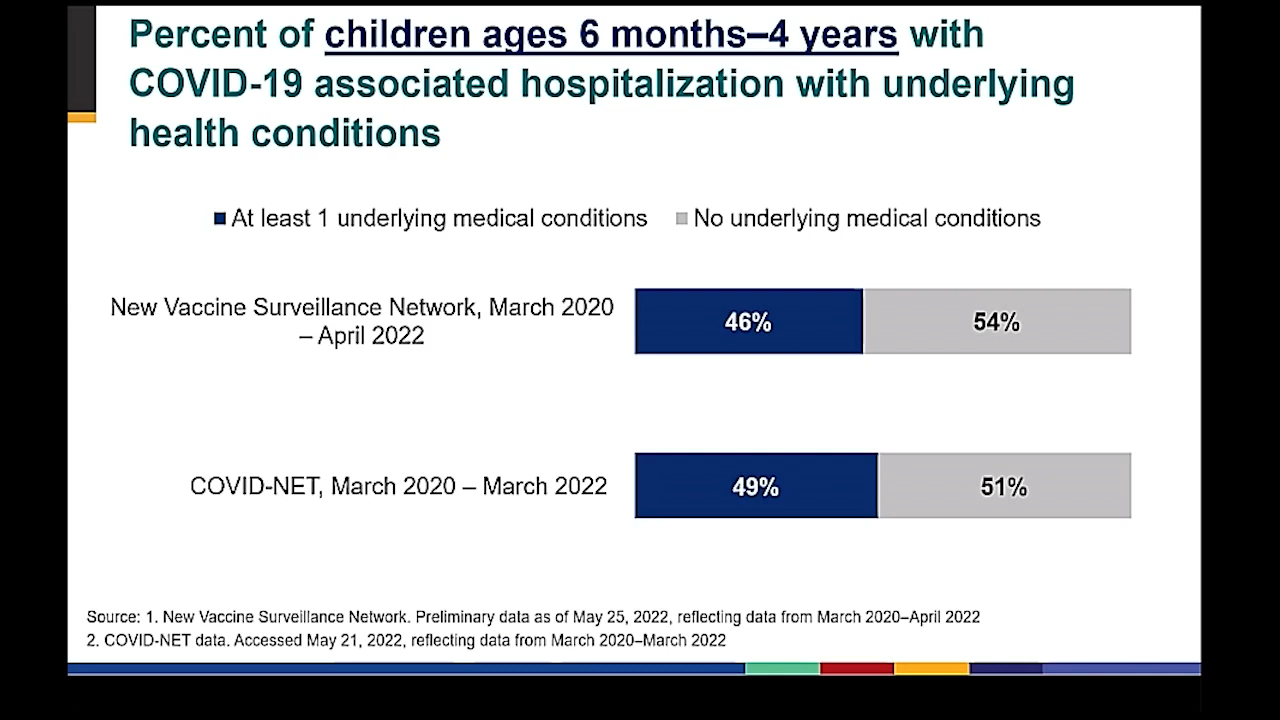 Percent of children ages 6 months–4 years with
COVID-19 associated hospitalization with underlying
health conditions
At least 1 underlying medical conditions
No underlying medical conditions
New Vaccine Surveillance Network, March 2020
– April 2022
46%
54%
COVID-NET, March 2020 – March 2022
49%
51%
Source: 1. New Vaccine Surveillance Network. Preliminary data as of May 25, 2022, reflecting data from March 2020–April 2022
2. COVID-NET data. Accessed May 21, 2022, reflecting data from March 2020–March 2022